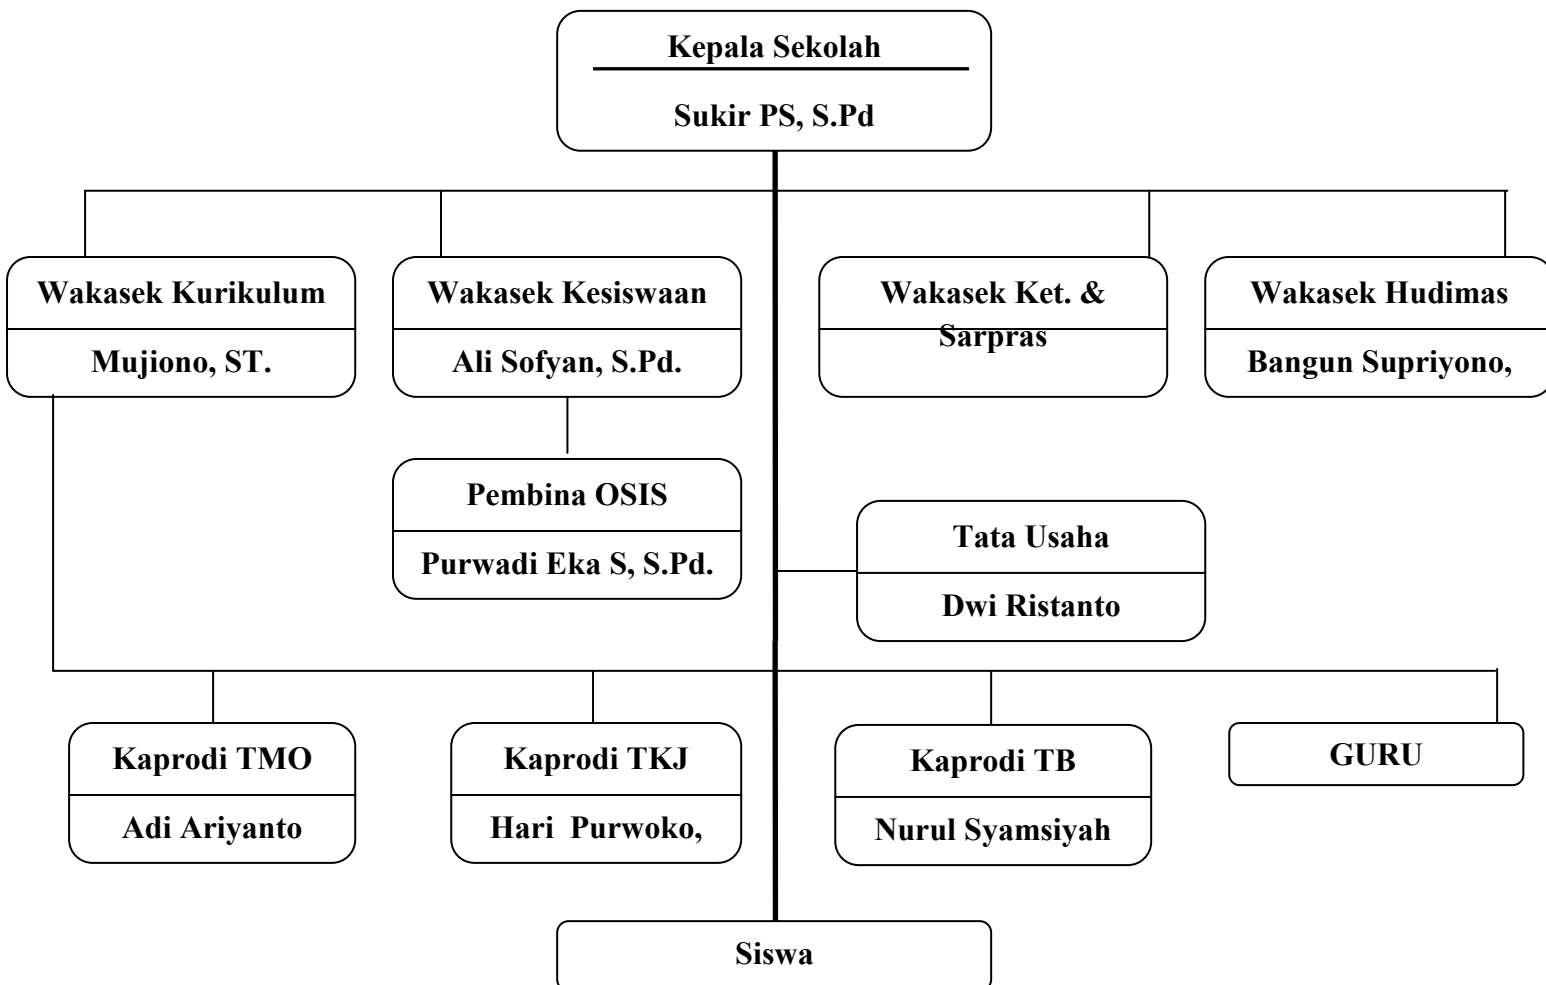 Kepala Sekolah
Sukir PS, S.Pd
Wakasek Kurikulum
Mujiono, ST.
Wakasek Kesiswaan
Ali Sofyan, S.Pd.
Wakasek Ket. &
Sarpras
Wakasek Hudimas
Bangun Supriyono,
Pembina OSIS
Purwadi Eka S, S.Pd.
Tata Usaha
Dwi Ristanto
Kaprodi TMO
Adi Ariyanto
Kaprodi TKJ
Hari Purwoko,
Kaprodi TB
Nurul Syamsiyah
GURU
Siswa